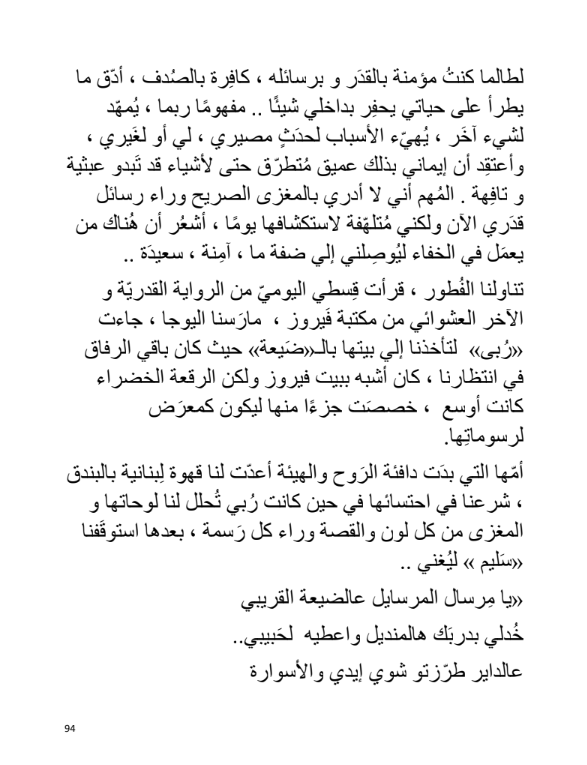 لطالما كنتُ مؤمنة بالقدَر و برسائله ، كافِرة بالصُدف ، أدّق ما
يطرأ على حياتي يحفِر بداخلي شيئًا .. مفهومًا ربما ، يُمهّد
لشيء آخَر ، يُهيّء الأسباب لحدَثٍ مصيري ، لي أو لغَيري ،
وأعتقِد أن إيماني بذلك عميق مُتطرّق حتى لأشياء قد تَبدو عبثية
و تافِهة . المُهم أني لا أدري بالمغزى الصريح وراء رسائل
قدَري الآن ولكني مُتلهّفة لاستكشافها يومًا ، أشعُر أن هُناك من
يعمَل في الخفاء ليُوصِلني إلي ضفة ما ، آمِنة ، سعيدَة ..
تناولنا الفُطور ، قرأت قِسطي اليوميّ من الرواية القدريّة و
الآخر العشوائي من مكتبة فَيروز ، مارَسنا اليوجا ، جاءت
«رُبى» لتأخذنا إلي بيتها بالـ«ضَيعة» حيث كان باقي الرفاق
في انتظارنا ، كان أشبه ببيت فيروز ولكن الرقعة الخضراء
كانت أوسع ، خصصَت جزءًا منها ليكون كمعرَض
لرسوماتِها.
أمّها التي بدَت دافئة الرَوح والهيئة أعدّت لنا قهوة لِبنانية بالبندق
، شرعنا في احتسائها في حين كانت رُبي تُحلل لنا لوحاتها و
المغزى من كل لون والقصة وراء كل رَسمة ، بعدها استوقَفنا
«سَليم » ليُغني ..
«يا مِرسال المرسايل عالضيعة القريبي
خُدلي بدربَك هالمنديل واعطيه لحَبيبي..
عالداير طرّزتو شوي إيدي والأسوارة
94